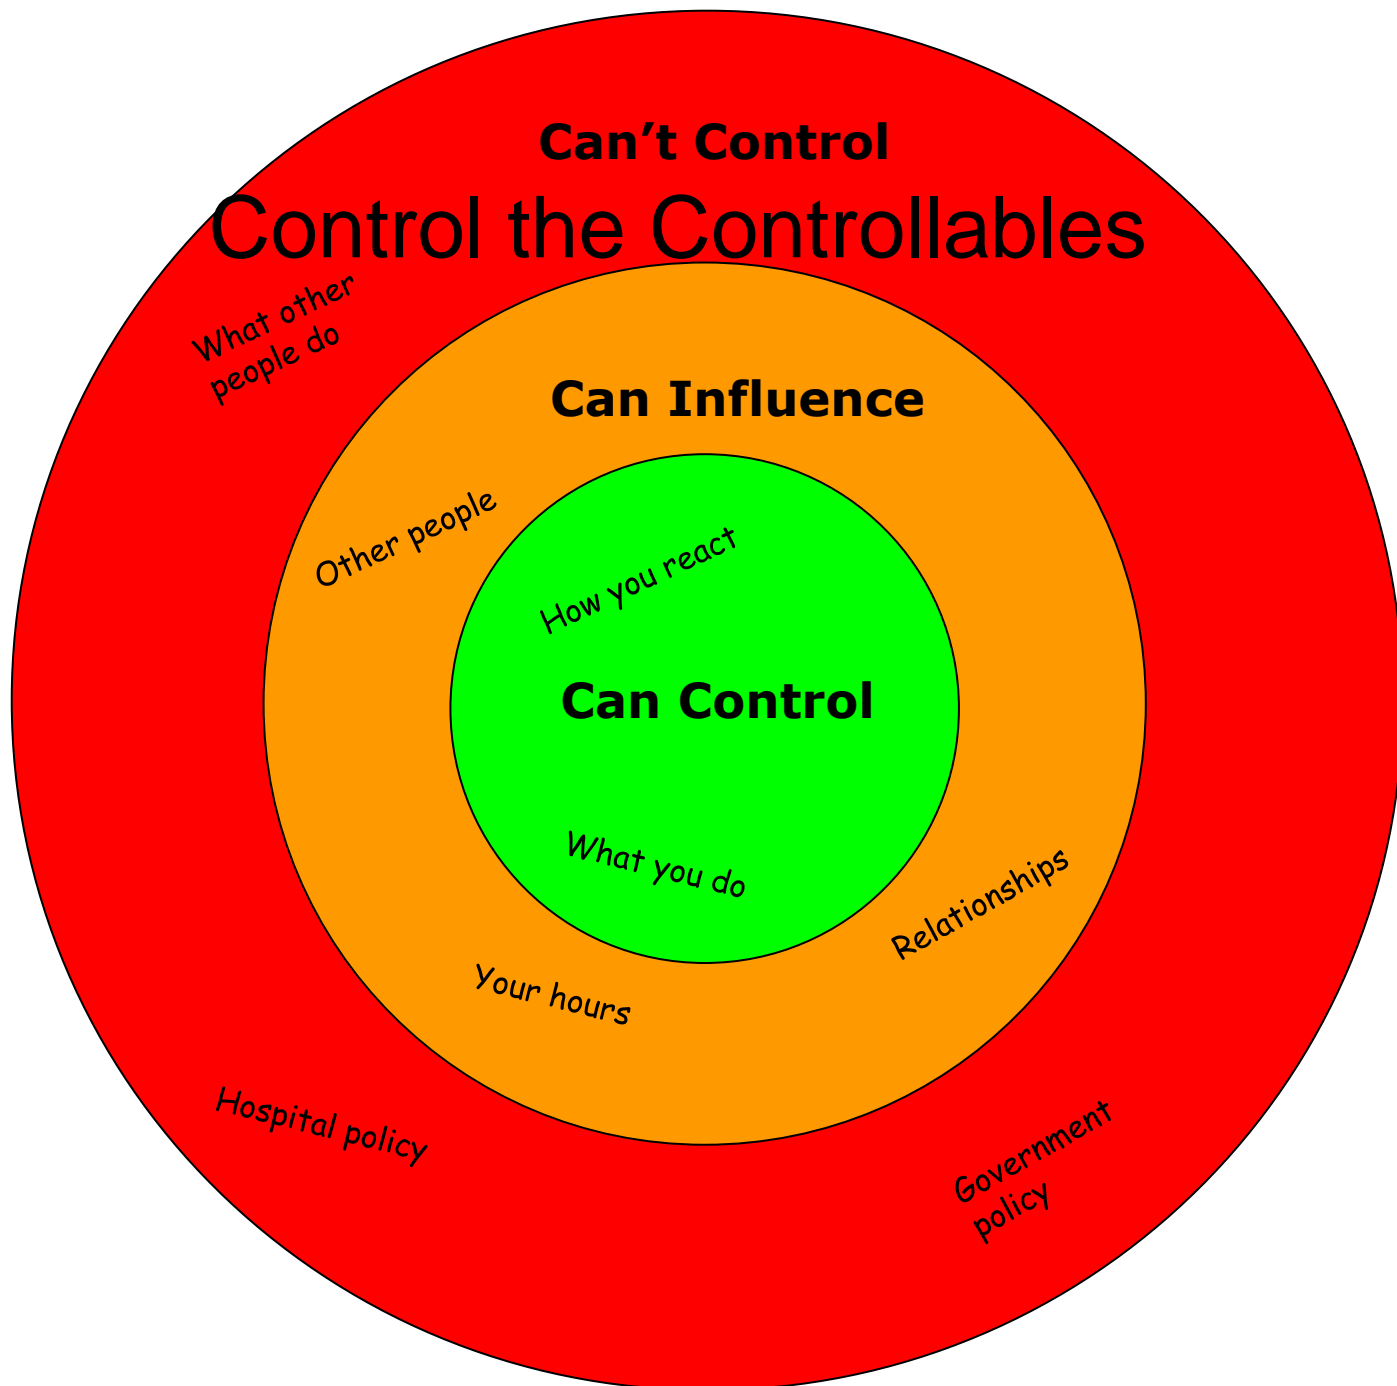 Can’t Control
Control the Controllables
What other
people do
Can Influence
Other people
How you react
Can Control
What you do
Relationships
Your hours
Hospital policy
Government
policy